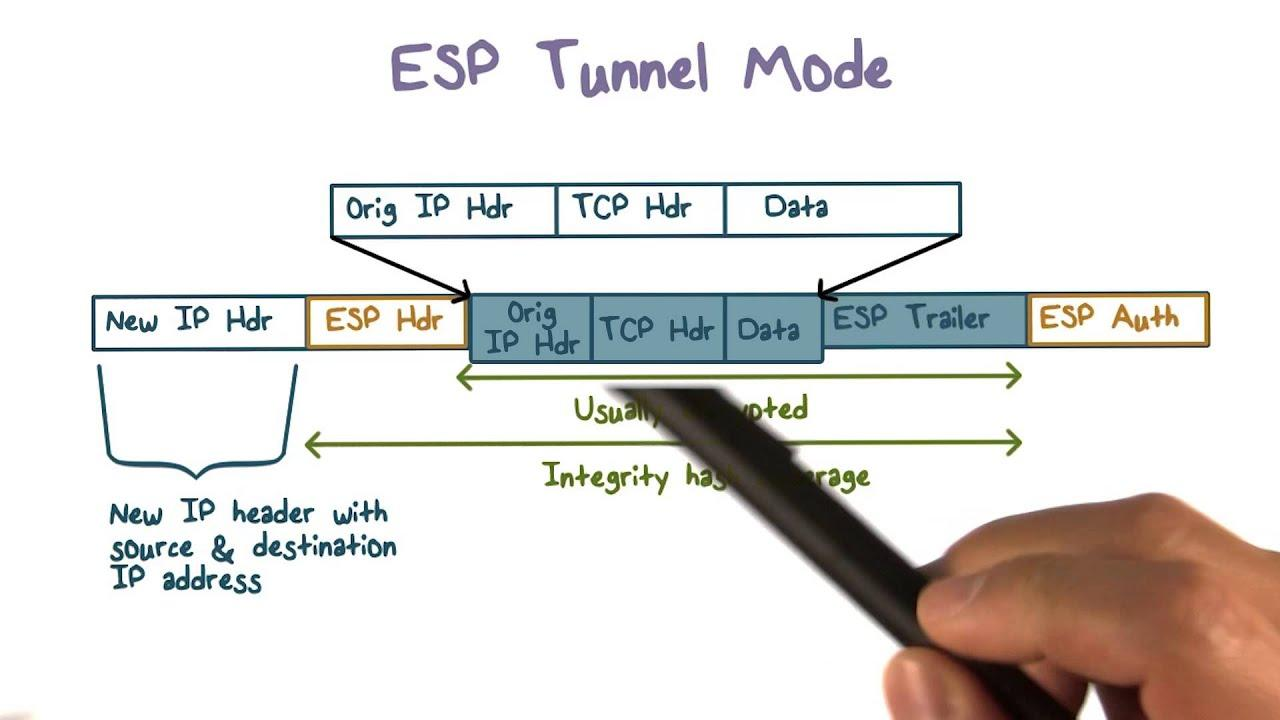 ESP Tunnel Mode
Orig IP Hdr TCP Hdr Data
New IP Hdr ESP Hdr Orig IP Hdr TCP Hdr Data ESP Trailer ESP Auth
Usually
Integrity
New IP header with
source & destination
IP address